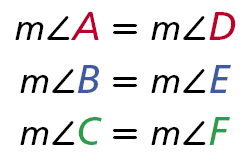 m∠A = m∠D
m∠B = m∠E
m∠C = m∠F